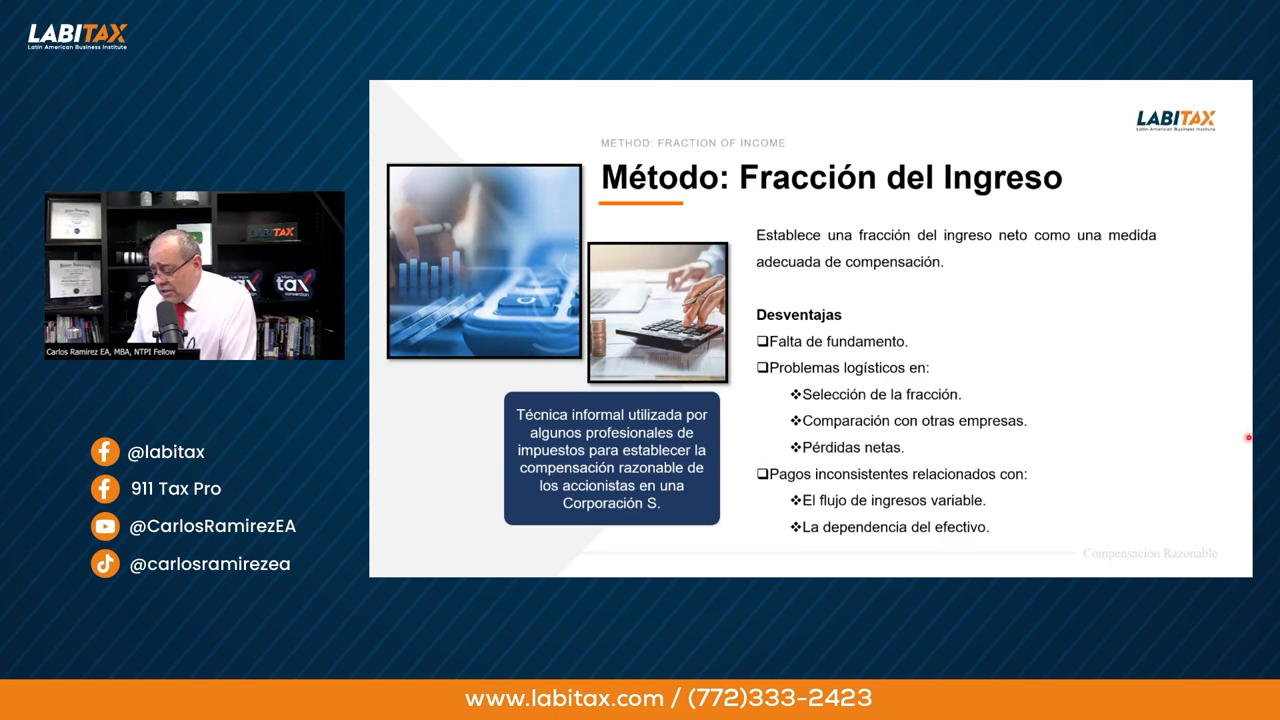 LABITAX
Latin American Business Institute
LABITAX
Latin American Business Institute
METHOD: FRACTION OF INCOME
Método: Fracción del Ingreso
Establece una fracción del ingreso neto como una medida
adecuada de compensación.
Desventajas
❑Falta de fundamento.
❑Problemas logísticos en:
❖Selección de la fracción.
❖Comparación con otras empresas.
❖Pérdidas netas.
❑Pagos inconsistentes relacionados con:
❖El flujo de ingresos variable.
❖La dependencia del efectivo.
Técnica informal utilizada por
algunos profesionales de
impuestos para establecer la
compensación razonable de
los accionistas en una
Corporación S.
Compensación Razonable
LABITAX
tax
convention
Carlos Ramirez EA, MBA, NTPI Fellow
@labitax
911 Tax Pro
@CarlosRamirezEA
@carlosramirezea
www.labitax.com / (772)333-2423